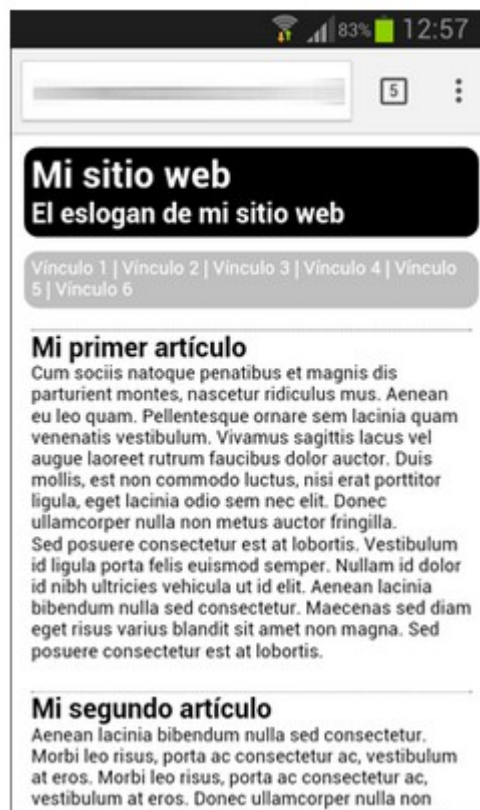 83% 12:57
5
Mi sitio web
El eslogan de mi sitio web
Vínculo 1 | Vínculo 2 | Vínculo 3 | Vínculo 4 | Vínculo
5 | Vínculo 6
Mi primer artículo
Cum sociis natoque penatibus et magnis dis
parturient montes, nascetur ridiculus mus. Aenean
eu leo quam. Pellentesque ornare sem lacinia quam
venenatis vestibulum. Vivamus sagittis lacus vel
augue laoreet rutrum faucibus dolor auctor. Duis
mollis, est non commodo luctus, nisi erat porttitor
ligula, eget lacinia odio sem nec elit. Donec
ullamcorper nulla non metus auctor fringilla.
Sed posuere consectetur est at lobortis. Vestibulum
id ligula porta felis euismod semper. Nullam id dolor
id nibh ultricies vehicula ut id elit. Aenean lacinia
bibendum nulla sed consectetur. Maecenas sed diam
eget risus varius blandit sit amet non magna. Sed
posuere consectetur est at lobortis.
Mi segundo artículo
Aenean lacinia bibendum nulla sed consectetur.
Morbi leo risus, porta ac consectetur ac, vestibulum
at eros. Morbi leo risus, porta ac consectetur ac,
vestibulum at eros. Donec ullamcorper nulla non